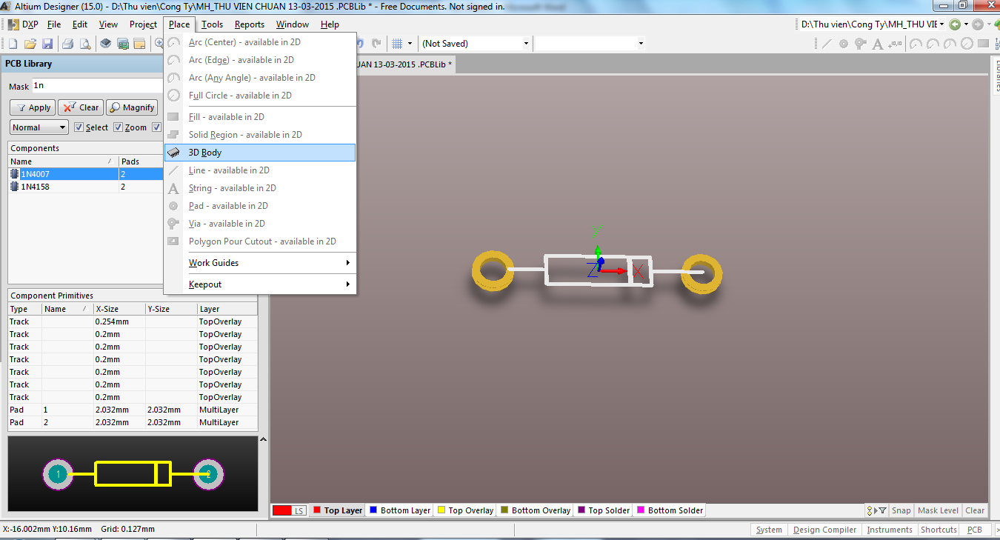 Altium Designer (15.0) - D:\Thu vien\Cong Ty\MH_THU VIEN CHUAN 13-03-2015 .PCBLib * - Free Documents. Not signed in.
DXP File Edit View Project Place Tools Reports Window Help
D:\Thu vien\Cong Ty\MH_THU VIE
(Not Saved)
PCB Library
UAN 13-03-2015 .PCBLib *
Libraries
Mask 1n
Apply Clear Magnify
Normal Select Zoom
Components
Name Pads
1N4007 2
1N4158 2
Arc (Center) - available in 2D
Arc (Edge) - available in 2D
Arc (Any Angle) - available in 2D
Full Circle - available in 2D
Fill - available in 2D
Solid Region - available in 2D
3D Body
Line - available in 2D
String - available in 2D
Pad - available in 2D
Via - available in 2D
Polygon Pour Cutout - available in 2D
Work Guides
Keepout
Y
Z X
Component Primitives
Type Name X-Size Y-Size Layer
Track 0.254mm TopOverlay
Track 0.2mm TopOverlay
Track 0.2mm TopOverlay
Track 0.2mm TopOverlay
Track 0.2mm TopOverlay
Track 0.2mm TopOverlay
Track 0.2mm TopOverlay
Pad 1 2.032mm 2.032mm MultiLayer
Pad 2 2.032mm 2.032mm MultiLayer
1 2
LS Top Layer Bottom Layer Top Overlay Bottom Overlay Top Solder Bottom Solder Snap Mask Level Clear
X:-16.002mm Y:10.16mm Grid: 0.127mm
System Design Compiler Instruments Shortcuts PCB